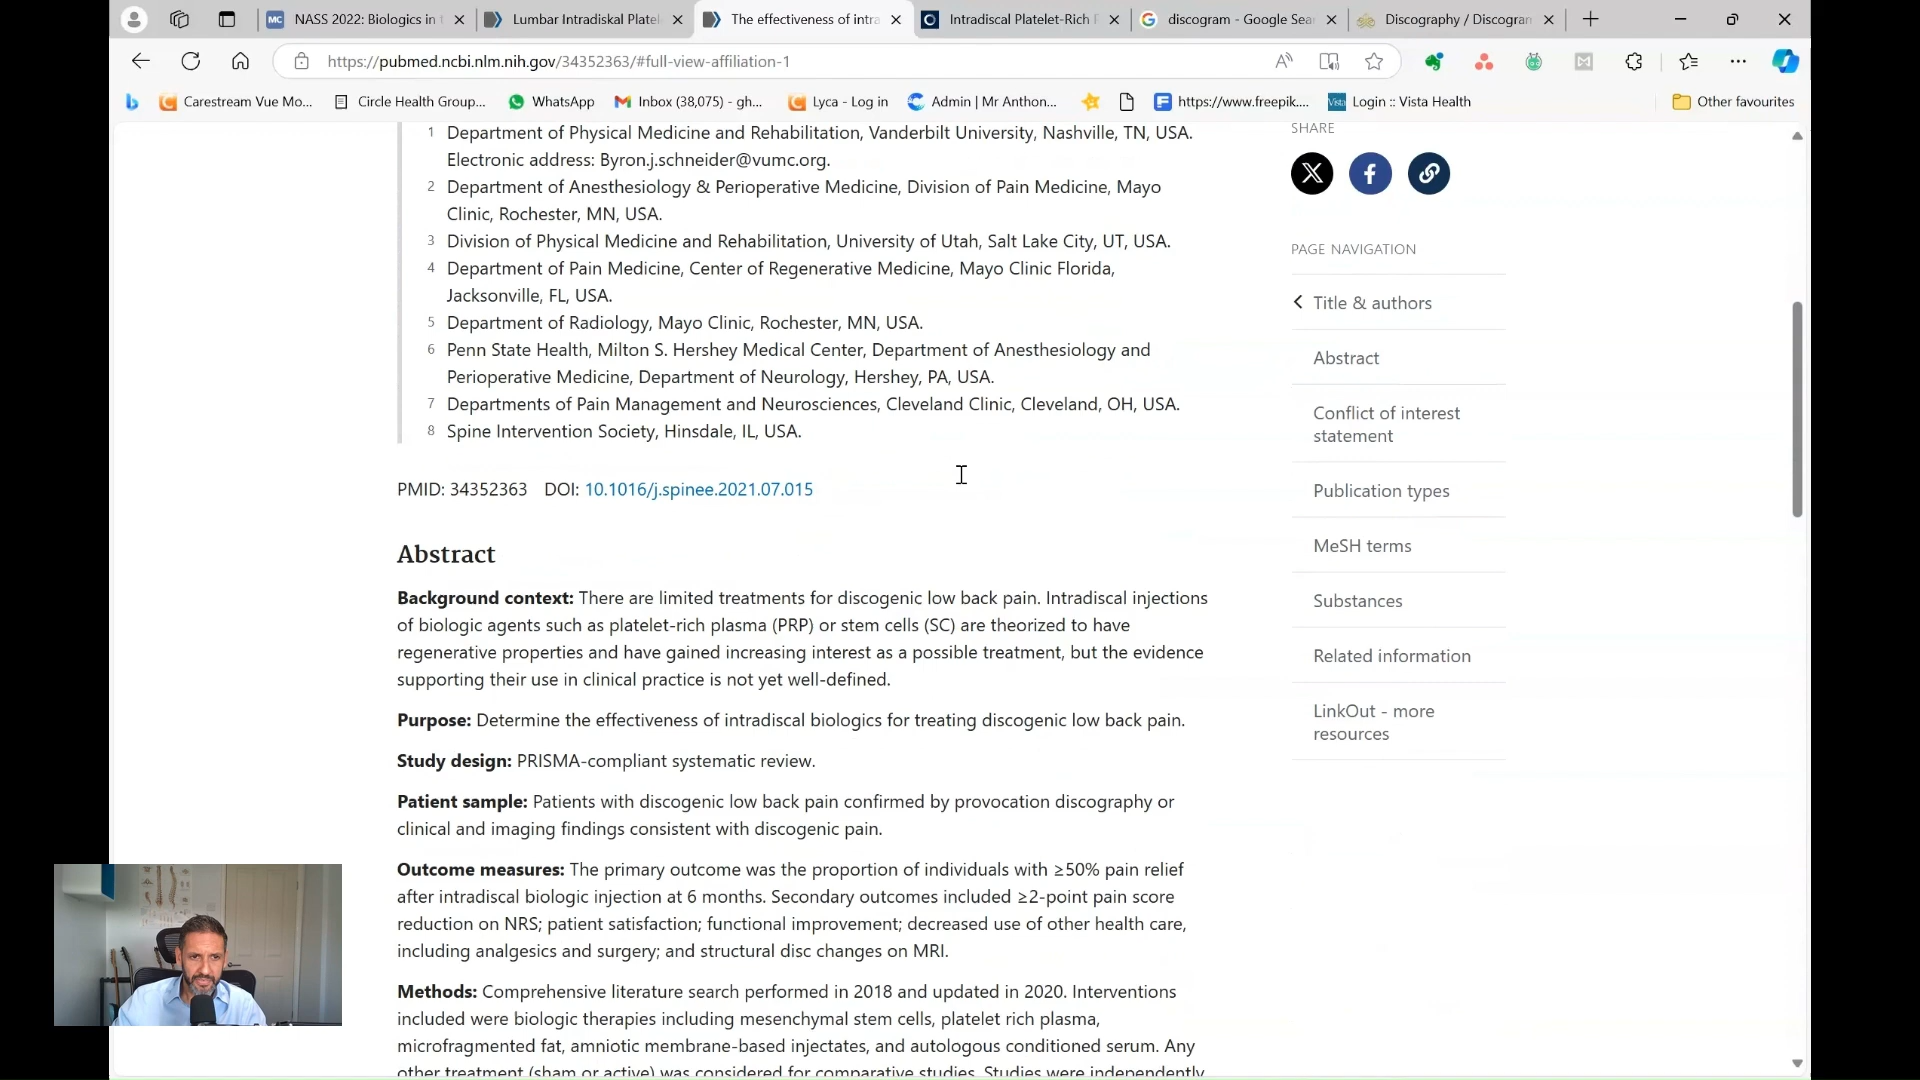 NASS 2022: Biologics in t
Lumbar Intradiskal Platel
The effectiveness of intra
Intradiscal Platelet-Rich P
discogram - Google Sea
Discography / Discogram
https://pubmed.ncbi.nlm.nih.gov/34352363/#full-view-affiliation-1
Carestream Vue Mo...
Circle Health Group...
WhatsApp
Inbox (38,075) - gh...
Lyca - Log in
Admin | Mr Anthon...
https://www.freepik....
Login :: Vista Health
Other favourites
1 Department of Physical Medicine and Rehabilitation, Vanderbilt University, Nashville, TN, USA.
Electronic address: Byron.j.schneider@vumc.org.
2 Department of Anesthesiology & Perioperative Medicine, Division of Pain Medicine, Mayo
Clinic, Rochester, MN, USA.
3 Division of Physical Medicine and Rehabilitation, University of Utah, Salt Lake City, UT, USA.
4 Department of Pain Medicine, Center of Regenerative Medicine, Mayo Clinic Florida,
Jacksonville, FL, USA.
5 Department of Radiology, Mayo Clinic, Rochester, MN, USA.
6 Penn State Health, Milton S. Hershey Medical Center, Department of Anesthesiology and
Perioperative Medicine, Department of Neurology, Hershey, PA, USA.
7 Departments of Pain Management and Neurosciences, Cleveland Clinic, Cleveland, OH, USA.
8 Spine Intervention Society, Hinsdale, IL, USA.
PMID: 34352363 DOI: 10.1016/j.spinee.2021.07.015
Abstract
Background context: There are limited treatments for discogenic low back pain. Intradiscal injections
of biologic agents such as platelet-rich plasma (PRP) or stem cells (SC) are theorized to have
regenerative properties and have gained increasing interest as a possible treatment, but the evidence
supporting their use in clinical practice is not yet well-defined.
Purpose: Determine the effectiveness of intradiscal biologics for treating discogenic low back pain.
Study design: PRISMA-compliant systematic review.
Patient sample: Patients with discogenic low back pain confirmed by provocation discography or
clinical and imaging findings consistent with discogenic pain.
Outcome measures: The primary outcome was the proportion of individuals with ≥50% pain relief
after intradiscal biologic injection at 6 months. Secondary outcomes included ≥2-point pain score
reduction on NRS; patient satisfaction; functional improvement; decreased use of other health care,
including analgesics and surgery; and structural disc changes on MRI.
Methods: Comprehensive literature search performed in 2018 and updated in 2020. Interventions
included were biologic therapies including mesenchymal stem cells, platelet rich plasma,
microfragmented fat, amniotic membrane-based injectates, and autologous conditioned serum. Any
other treatment (sham or active) was considered for comparative studies. Studies were independently
SHARE
PAGE NAVIGATION
Title & authors
Abstract
Conflict of interest
statement
Publication types
MeSH terms
Substances
Related information
LinkOut - more
resources